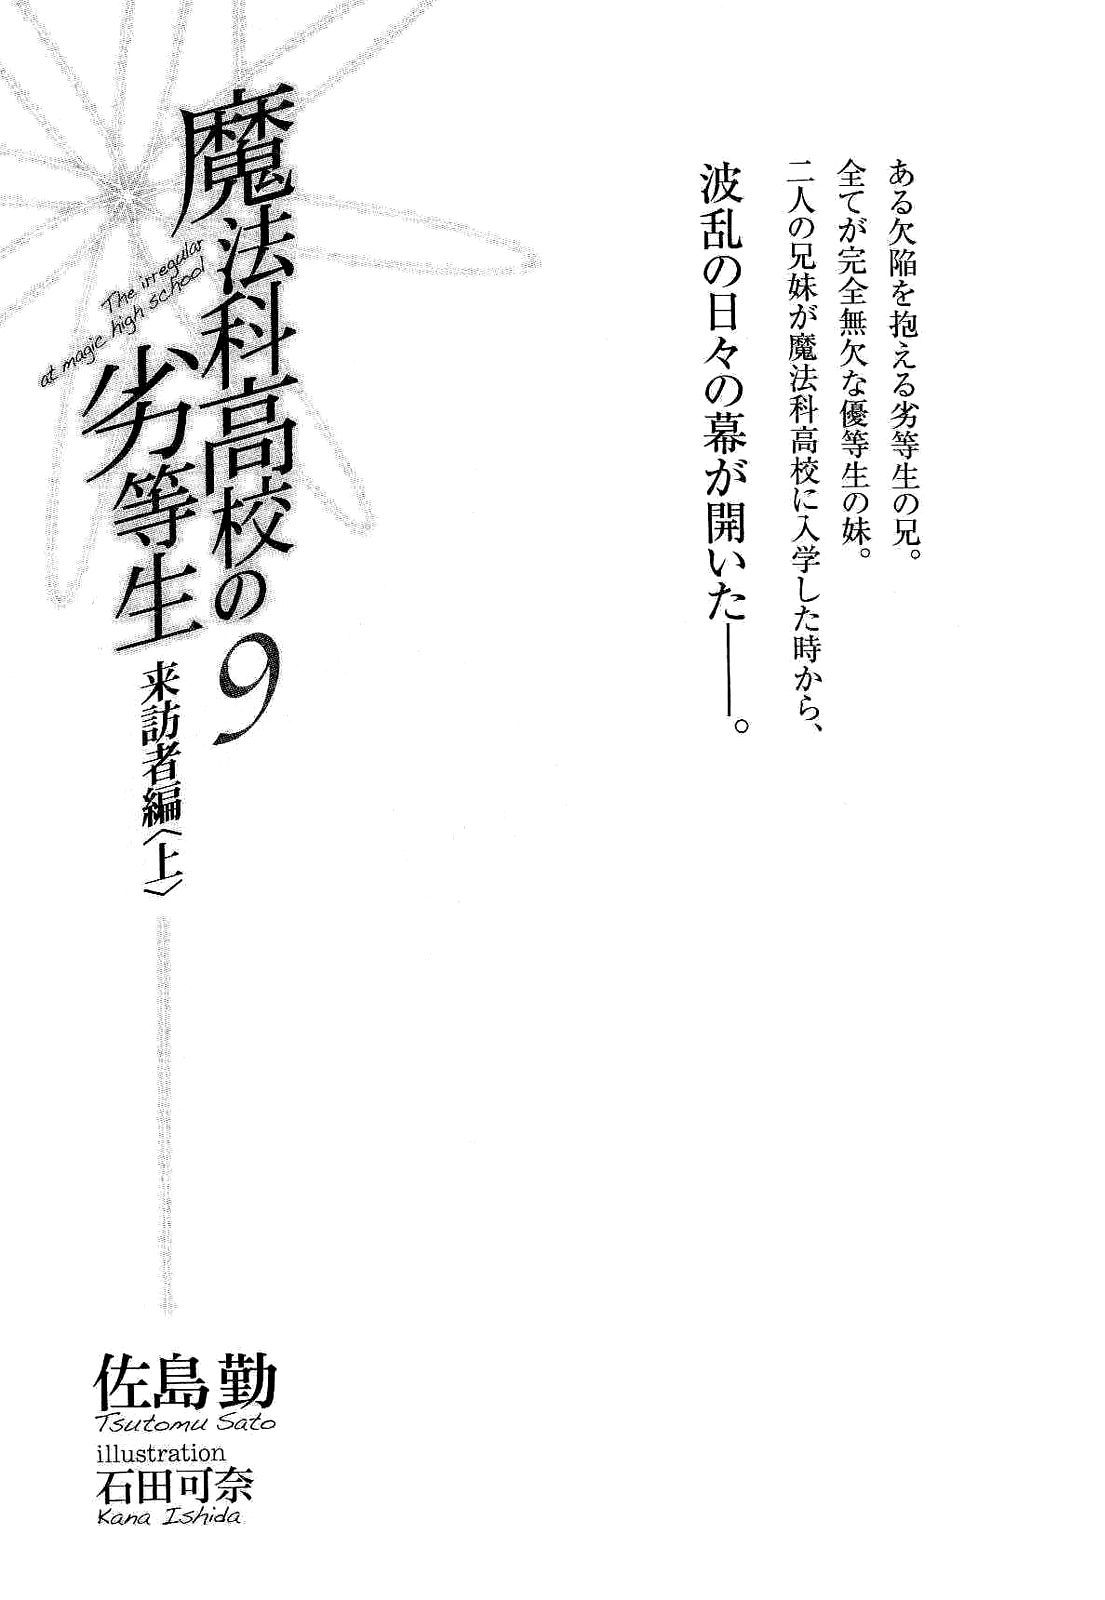 ある欠陥を抱える劣等生の兄。
全てが完全無欠な優等生の妹。
二人の兄妹が魔法科高校に入学した時から、
波乱の日々の幕が開いた――。
魔法科高校の
劣等生
9
The irregular
at magic high school
来訪者編〈上〉
佐島 勤
Tsutomu Sato
illustration
石田可奈
Kana Ishida